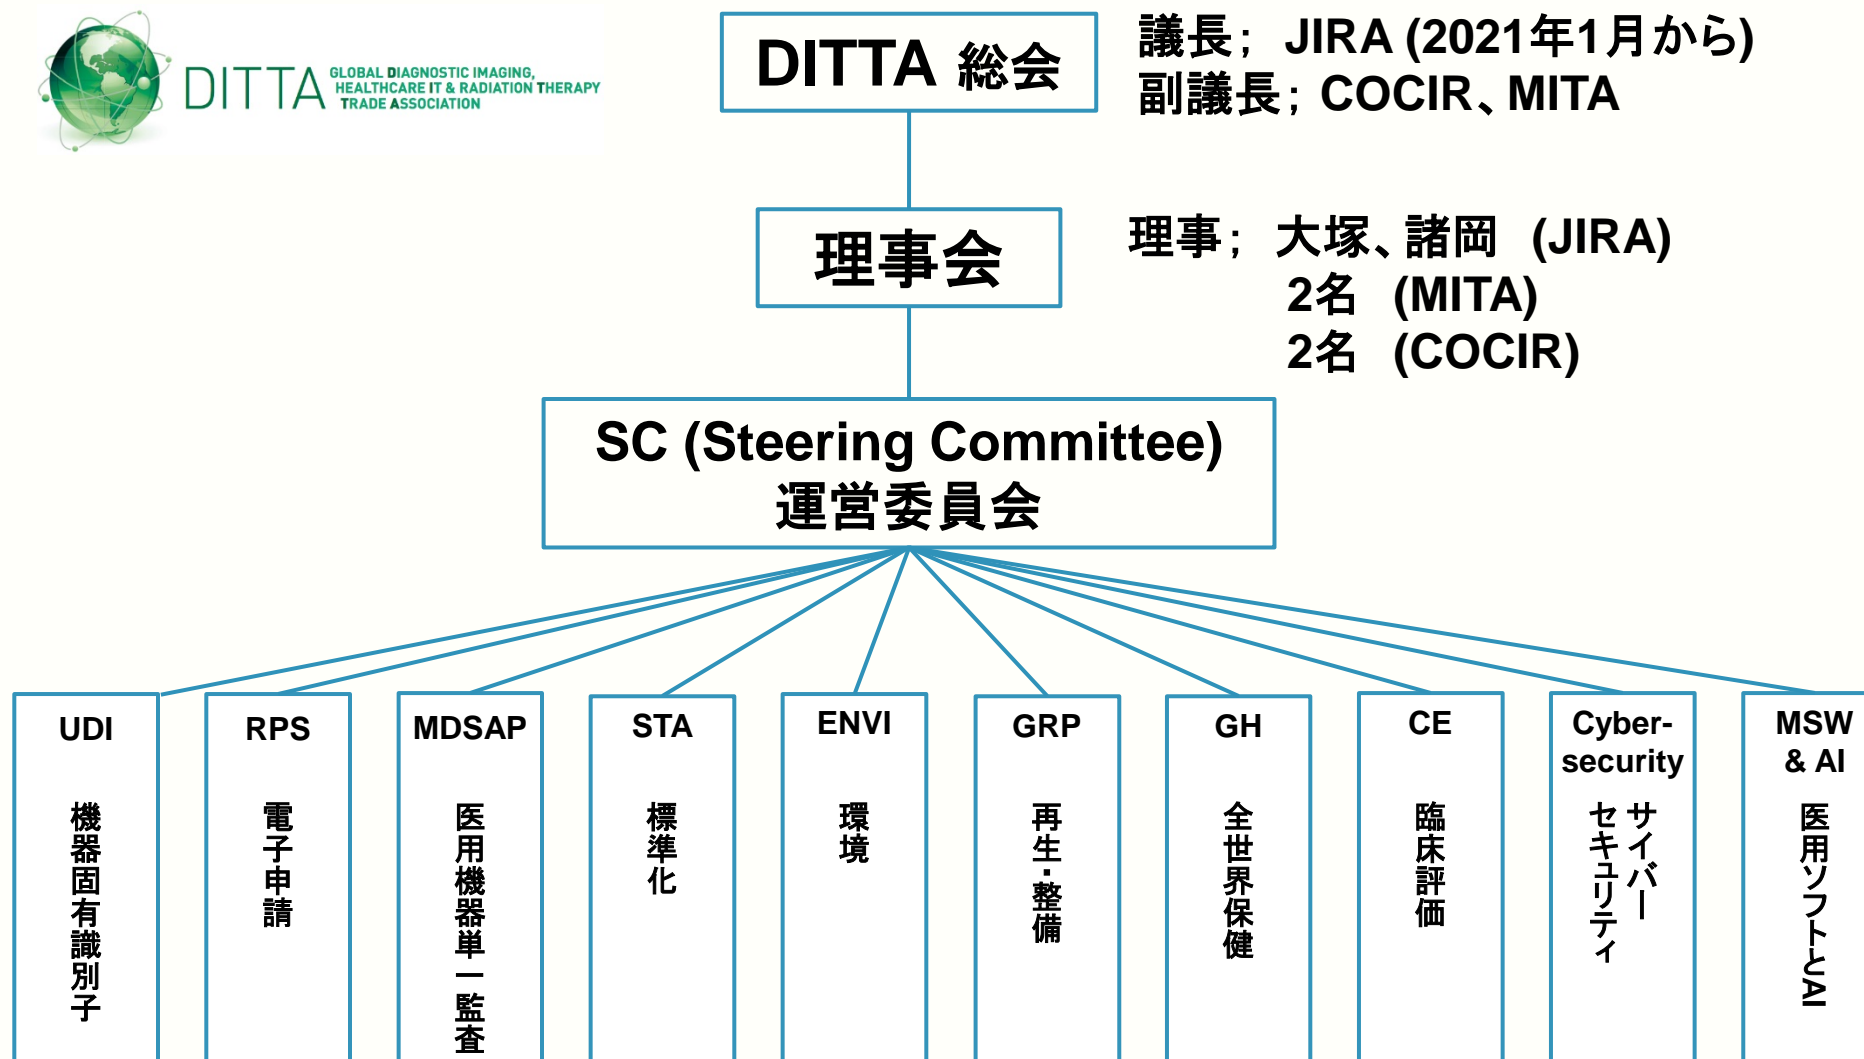 DITTA
GLOBAL DIAGNOSTIC IMAGING,
HEALTHCARE IT & RADIATION THERAPY
TRADE ASSOCIATION
DITTA 総会
議長； JIRA (2021年1月から)
副議長；COCIR、MITA
理事会
理事； 大塚、諸岡 (JIRA)
2名 (MITA)
2名 (COCIR)
SC (Steering Committee)
運営委員会
UDI
機器固有識別子
RPS
電子申請
MDSAP
医用機器単一監査
STA
標準化
ENVI
環境
GRP
再生・整備
GH
全世界保健
CE
臨床評価
Cyber-
security
サイバー
セキュリティ
MSW
& AI
医用ソフトとAI